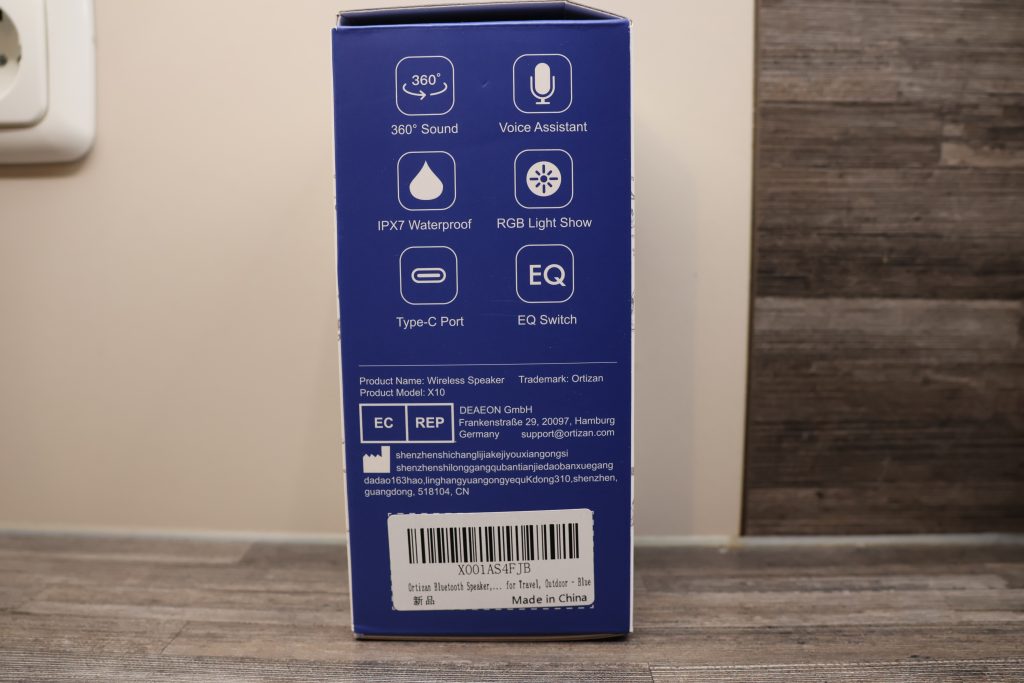 360°
360° Sound
Voice Assistant
IPX7 Waterproof
RGB Light Show
EQ
Type-C Port
EQ Switch
Product Name: Wireless Speaker Trademark: Ortizan
Product Model: X10
EC REP
DEAEON GmbH
Frankenstraße 29, 20097, Hamburg
Germany support@ortizan.com
shenzhenshichanglijiakejiyouxiangongsi
shenzhenshilonggangqubantianjiedaobanxuegang
dadao163hao,linghangyuangongyequKdong310,shenzhen,
guangdong, 518104, CN
X001AS4FJB
Ortizan Bluetooth Speaker,... for Travel, Outdoor - Blue
新品 Made in China